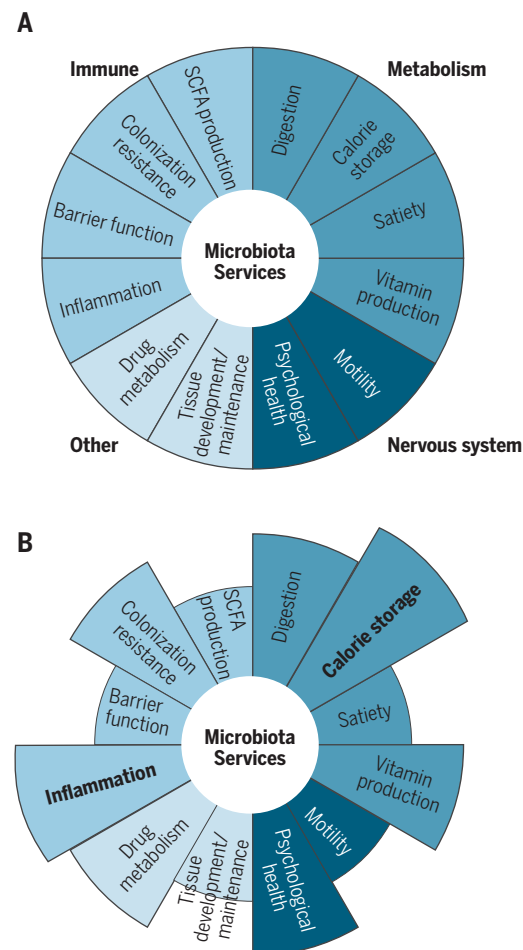 A
Immune
Metabolism
SCFA production
Digestion
Colonization
resistance
Calorie
storage
Barrier function
Satiety
Microbiota
Services
Inflammation
Vitamin
production
Drug
metabolism
Tissue
development/
maintenance
Psychological
health
Motility
Other
Nervous system
B
SCFA
production
Digestion
Calorie storage
Colonization
resistance
Barrier
function
Satiety
Microbiota
Services
Inflammation
Vitamin
production
Drug
metabolism
Tissue
development/
maintenance
Psychological
health
Motility